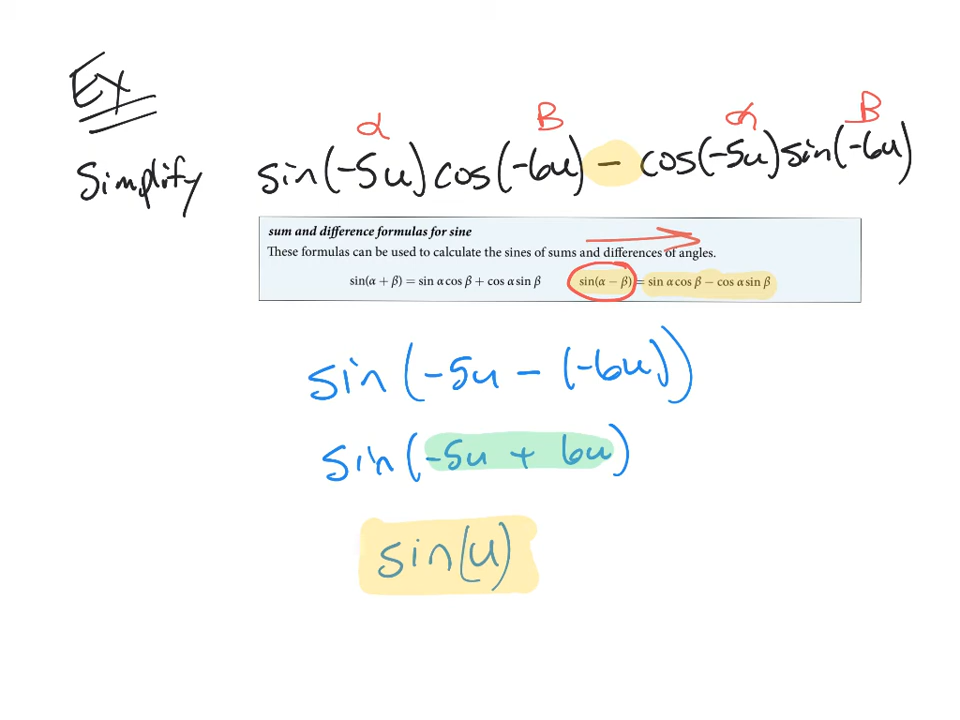 Ex
α B α B
Simplify sin(-5u)cos(-6u) - cos(-5u)sin(-6u)
sum and difference formulas for sine
These formulas can be used to calculate the sines of sums and differences of angles.
sin(α + β) = sin α cos β + cos α sin β sin(α − β) = sin α cos β − cos α sin β
sin(-5u - (-6u))
sin(-5u + 6u)
sin(u)